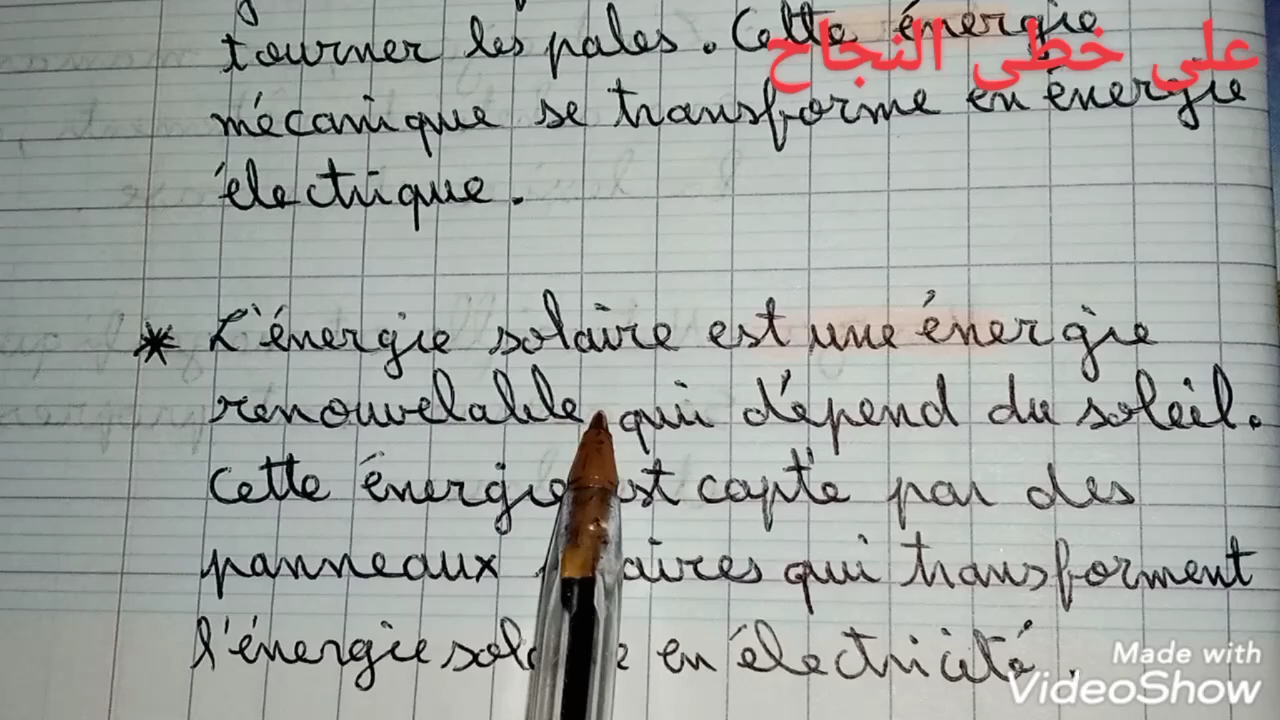 tourner les pales. Cette énergie
على خطى النجاح
mécanique se transforme en énergie
électrique.
* L'énergie solaire est une énergie
renouvelable qui dépend du soleil.
Cette énergie est capté par des
panneaux solaires qui transforment
l'énergie solaire en électricité.
Made with
VideoShow